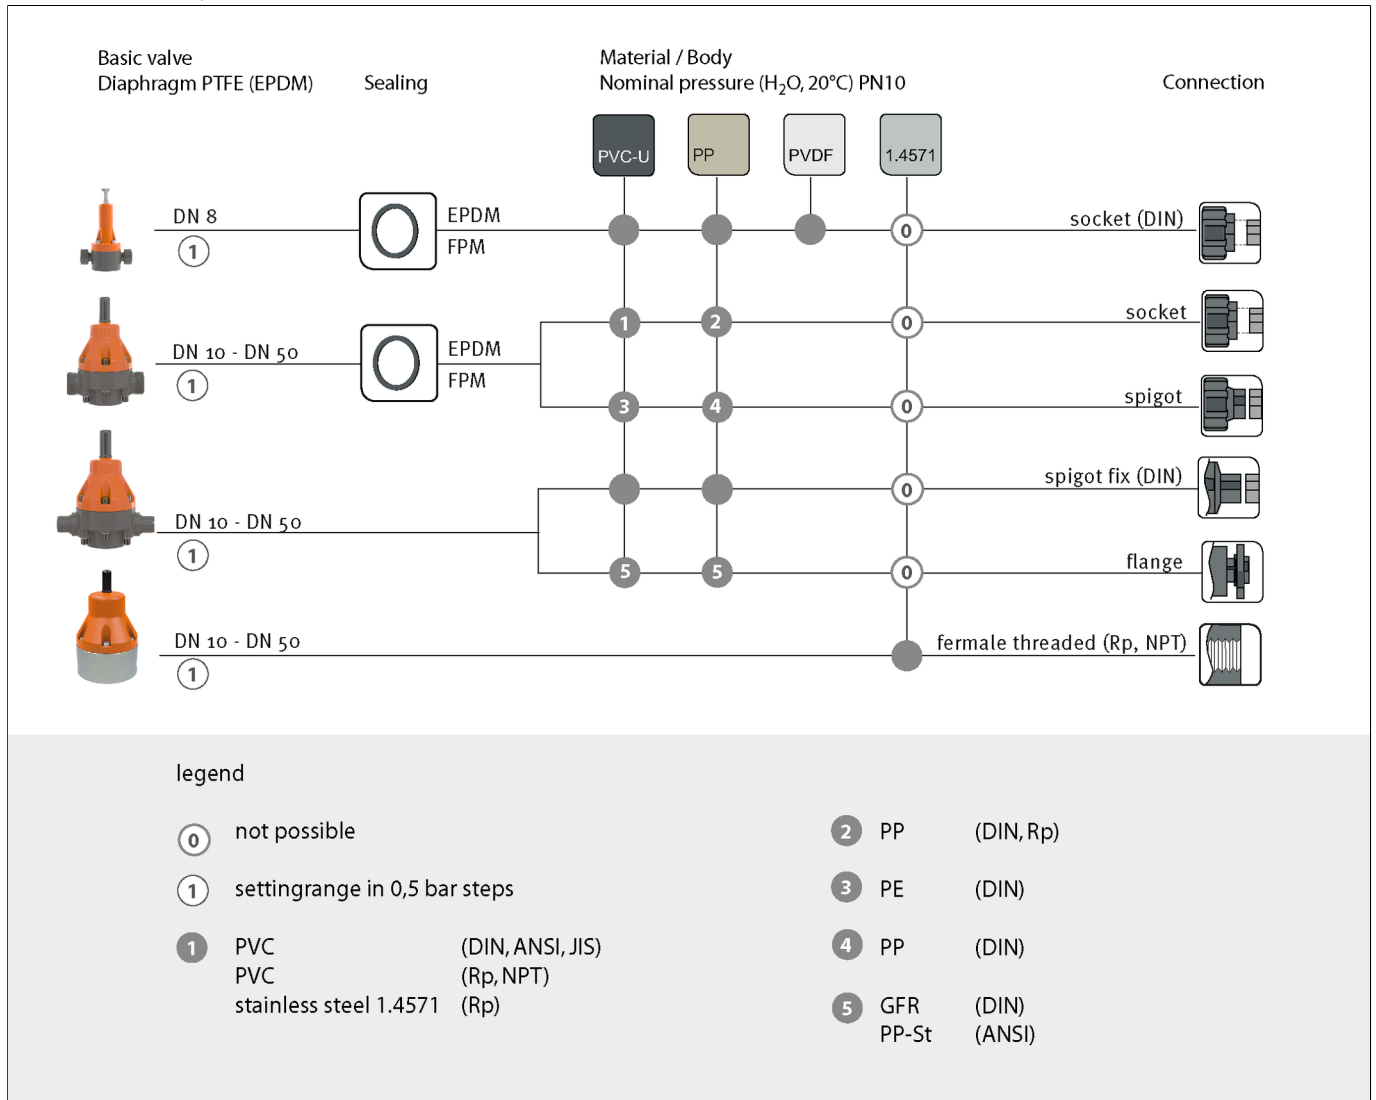 Basic valve
Diaphragm PTFE (EPDM)
Sealing
Material / Body
Nominal pressure (H₂O, 20°C) PN10
Connection
PVC-U
PP
PVDF
1.4571
DN 8
1
EPDM
FPM
0
socket (DIN)
DN 10 - DN 50
1
EPDM
FPM
1
2
0
socket
3
4
0
spigot
DN 10 - DN 50
1
0
spigot fix (DIN)
5
5
0
flange
DN 10 - DN 50
1
fermale threaded (Rp, NPT)
legend
0 not possible
1 settingrange in 0,5 bar steps
1 PVC (DIN, ANSI, JIS)
PVC (Rp, NPT)
stainless steel 1.4571 (Rp)
2 PP (DIN, Rp)
3 PE (DIN)
4 PP (DIN)
5 GFR (DIN)
PP-St (ANSI)